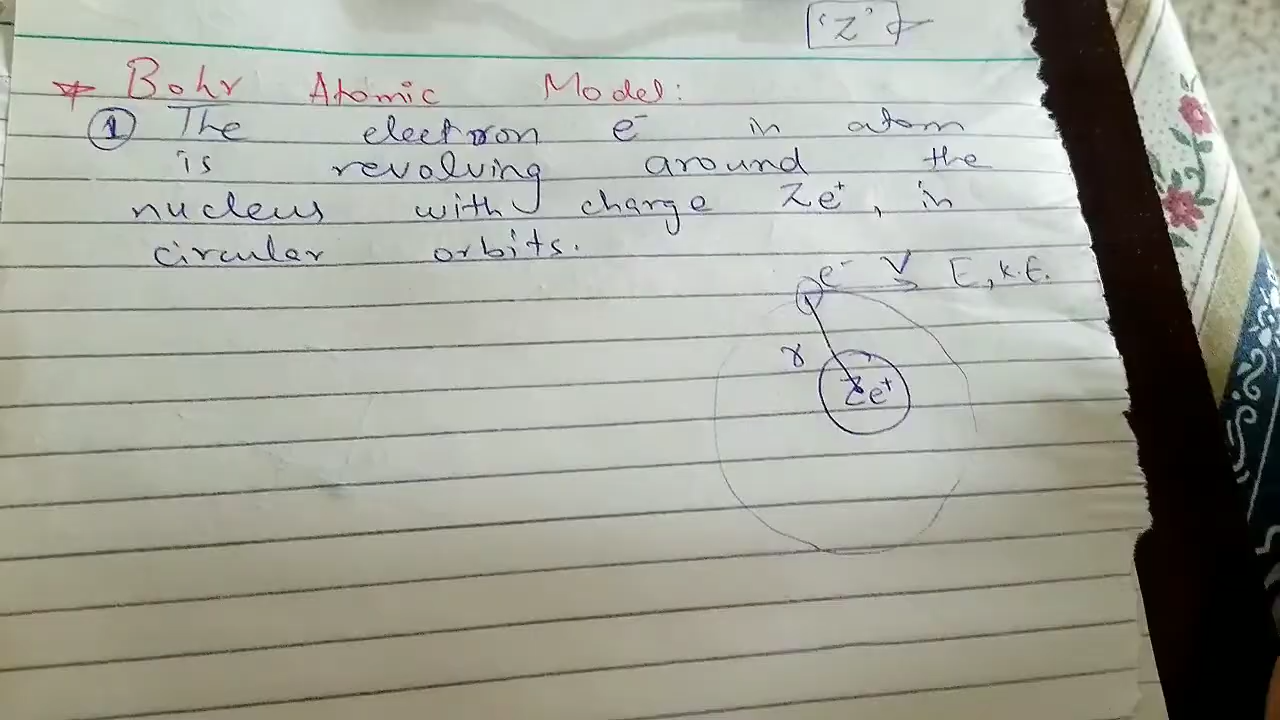 'Z'
* Bohr Atomic Model:
① The electron e⁻ in atom
is revolving around the
nucleus with charge Ze⁺, in
circular orbits.
e⁻ V → E, K.E.
r
Ze⁺